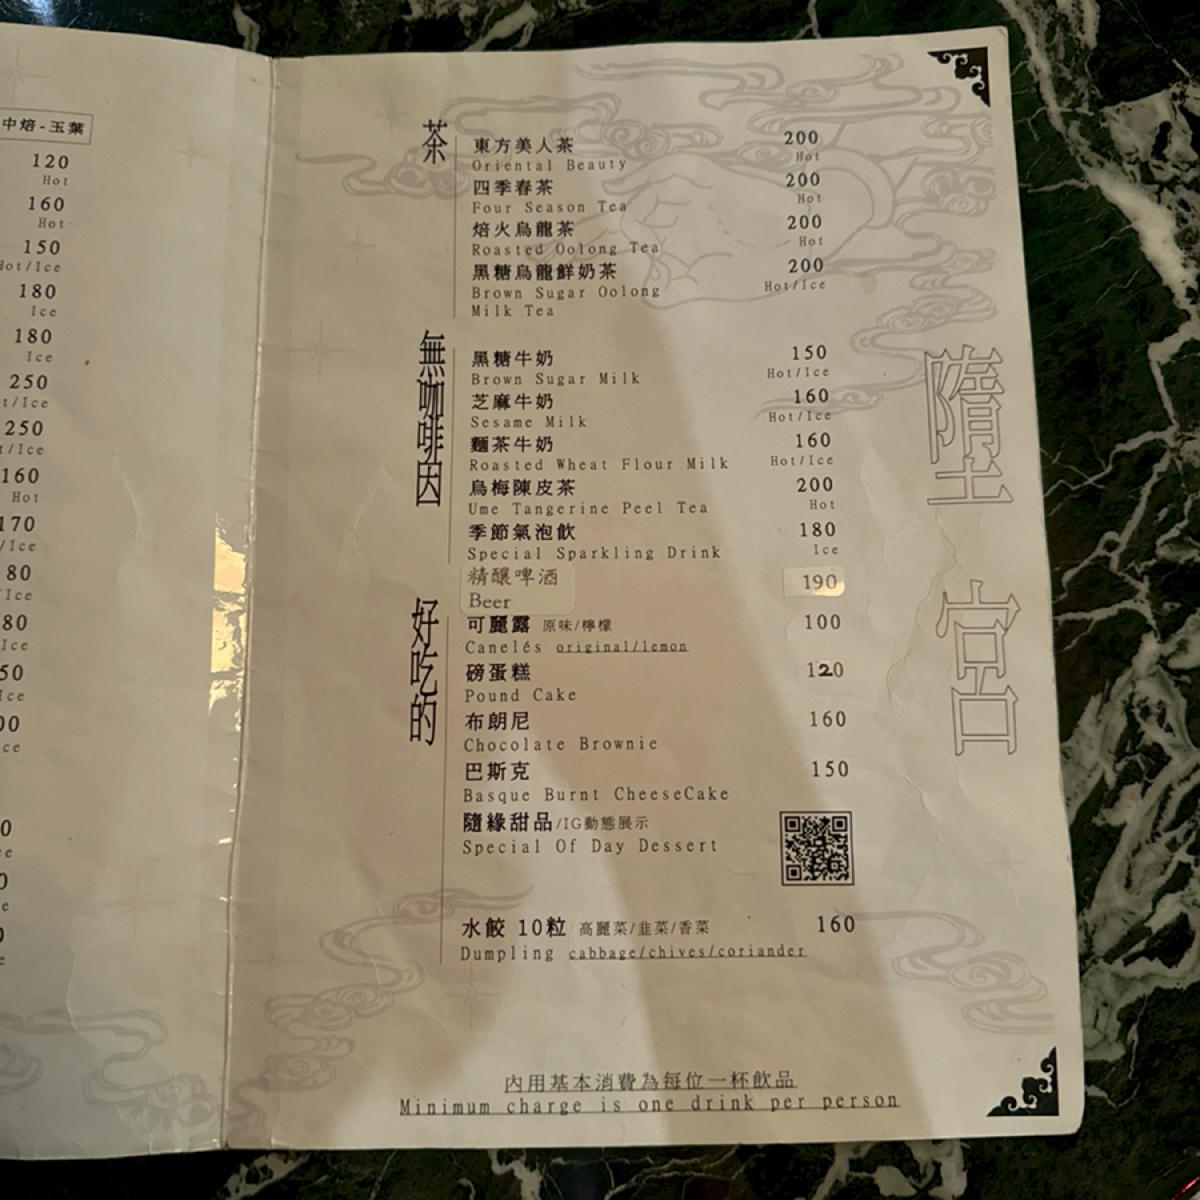 中焙-玉葉
120
Hot
160
Hot
150
Hot/Ice
180
Ice
180
Ice
250
250
160
Hot
170
80
80
茶
東方美人茶 200
Oriental Beauty Hot
四季春茶 200
Four Season Tea Hot
焙火烏龍茶 200
Roasted Oolong Tea Hot
黑糖烏龍鮮奶茶 200
Brown Sugar Oolong Hot/Ice
Milk Tea
無咖啡因
黑糖牛奶 150
Brown Sugar Milk Hot/Ice
芝麻牛奶 160
Sesame Milk Hot/Ice
麵茶牛奶 160
Roasted Wheat Flour Milk Hot/Ice
烏梅陳皮茶 200
Ume Tangerine Peel Tea Hot
季節氣泡飲 180
Special Sparkling Drink Ice
精釀啤酒 190
Beer
好吃的
可麗露 原味/檸檬 100
Canelés original/lemon
磅蛋糕 120
Pound Cake
布朗尼 160
Chocolate Brownie
巴斯克 150
Basque Burnt CheeseCake
隨緣甜品/IG動態展示
Special Of Day Dessert
水餃 10粒 高麗菜/韭菜/香菜 160
Dumpling cabbage/chives/coriander
墮
宮
內用基本消費為每位一杯飲品
Minimum charge is one drink per person